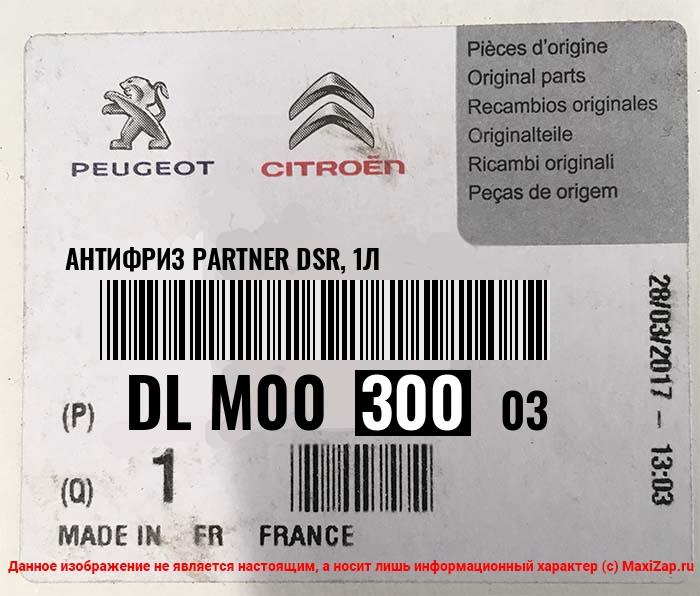 PEUGEOT
CITROËN
Pièces d'origine
Original parts
Recambios originales
Originalteile
Ricambi originali
Peças de origem
АНТИФРИЗ PARTNER DSR, 1Л
28/03/2017 - 13:03
(P) DL M00 300 03
(Q) 1
MADE IN FR FRANCE
Данное изображение не является настоящим, а носит лишь информационный характер (c) MaxiZap.ru